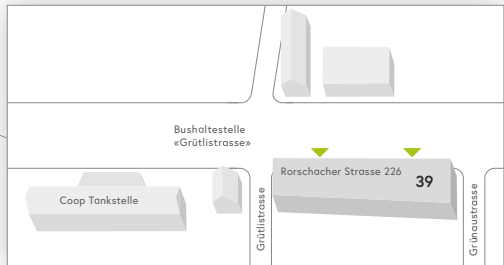 Bushaltestelle
«Grütlistrasse»
Rorschacher Strasse 226
39
Coop Tankstelle
Grütlistrasse
Grünaustrasse